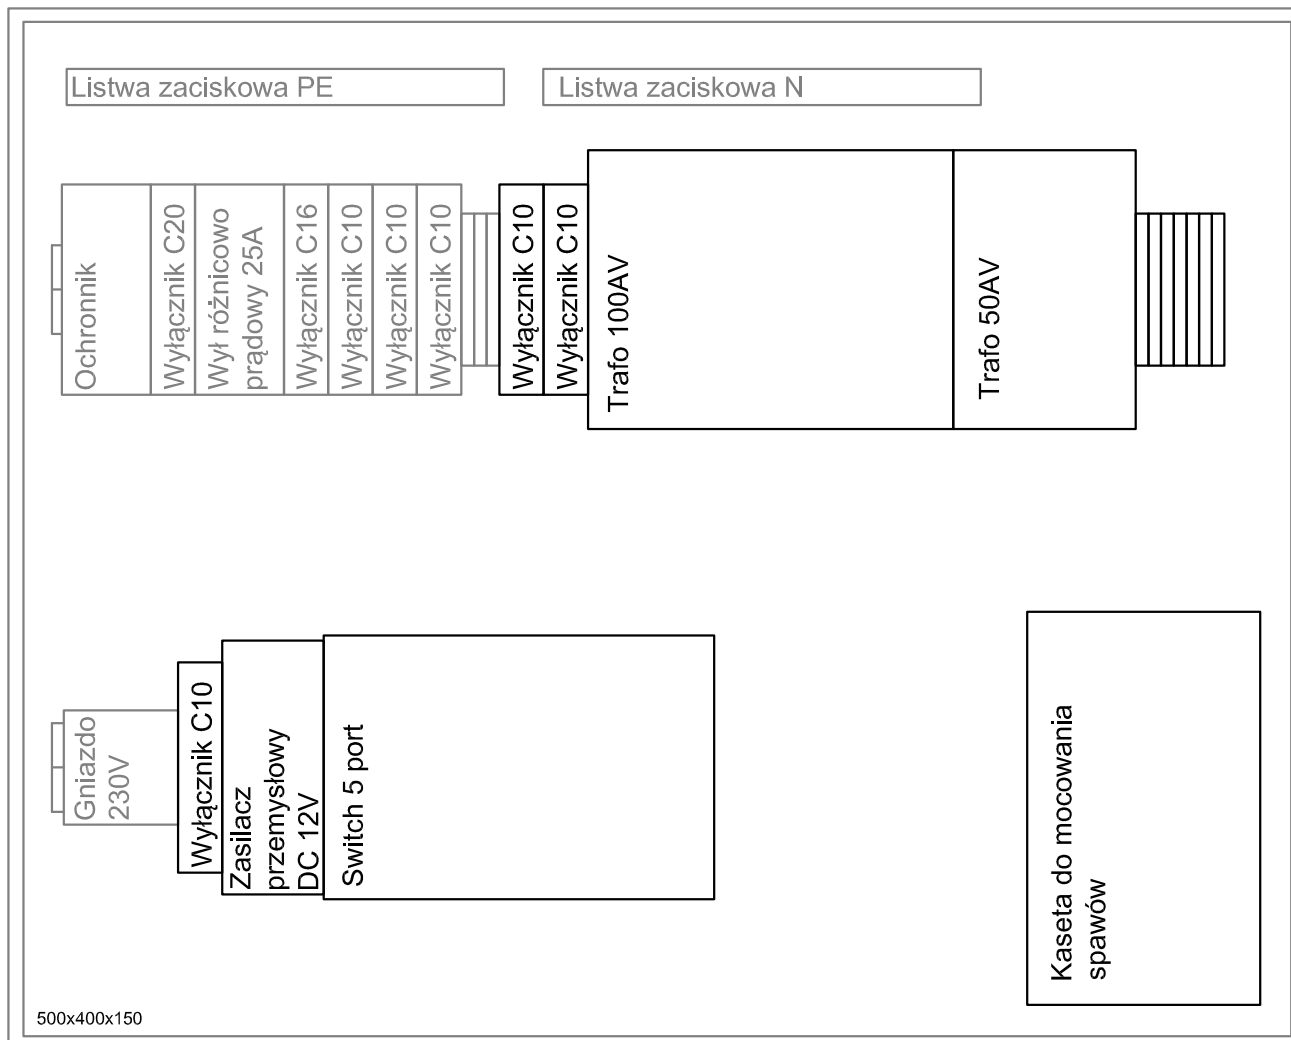 Listwa zaciskowa PE
Listwa zaciskowa N
Ochronnik
Wyłącznik C20
Wył różnicowo
prądowy 25A
Wyłącznik C16
Wyłącznik C10
Wyłącznik C10
Wyłącznik C10
Wyłącznik C10
Wyłącznik C10
Trafo 100AV
Trafo 50AV
Gniazdo
230V
Wyłącznik C10
Zasilacz
przemysłowy
DC 12V
Switch 5 port
Kaseta do mocowania
spawów
500x400x150